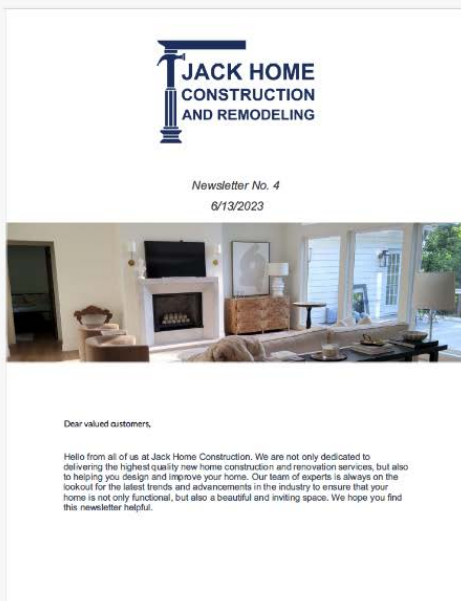 JACK HOME
CONSTRUCTION
AND REMODELING
Newsletter No. 4
6/13/2023
Dear valued customers,
Hello from all of us at Jack Home Construction. We are not only dedicated to
delivering the highest quality new home construction and renovation services, but also
to helping you design and improve your home. Our team of experts is always on the
lookout for the latest trends and advancements in the industry to ensure that your
home is not only functional, but also a beautiful and inviting space. We hope you find
this newsletter helpful.